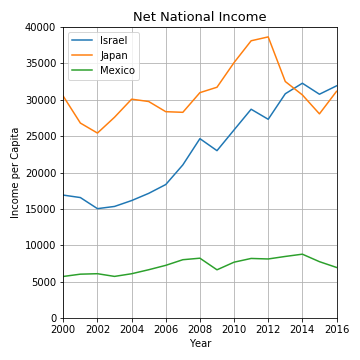 Net National Income
Israel
Japan
Mexico
Income per Capita
40000
35000
30000
25000
20000
15000
10000
5000
0
2000 2002 2004 2006 2008 2010 2012 2014 2016
Year